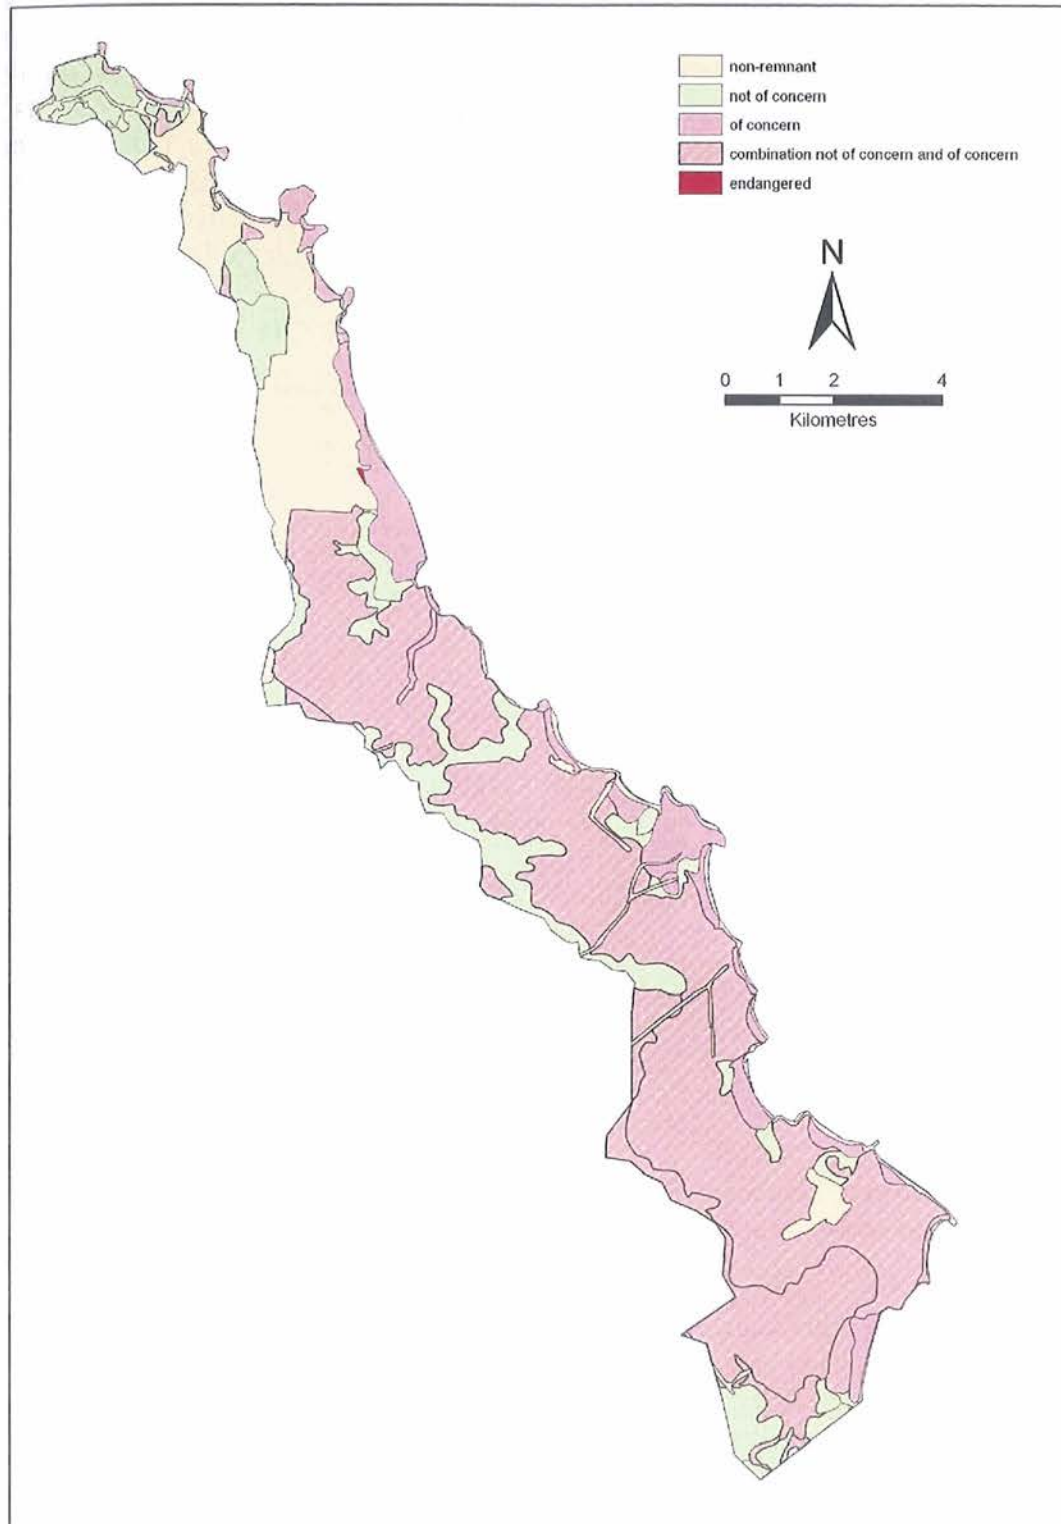 non-remnant
not of concern
of concern
combination not of concern and of concern
endangered
N
0 1 2 4
Kilometres